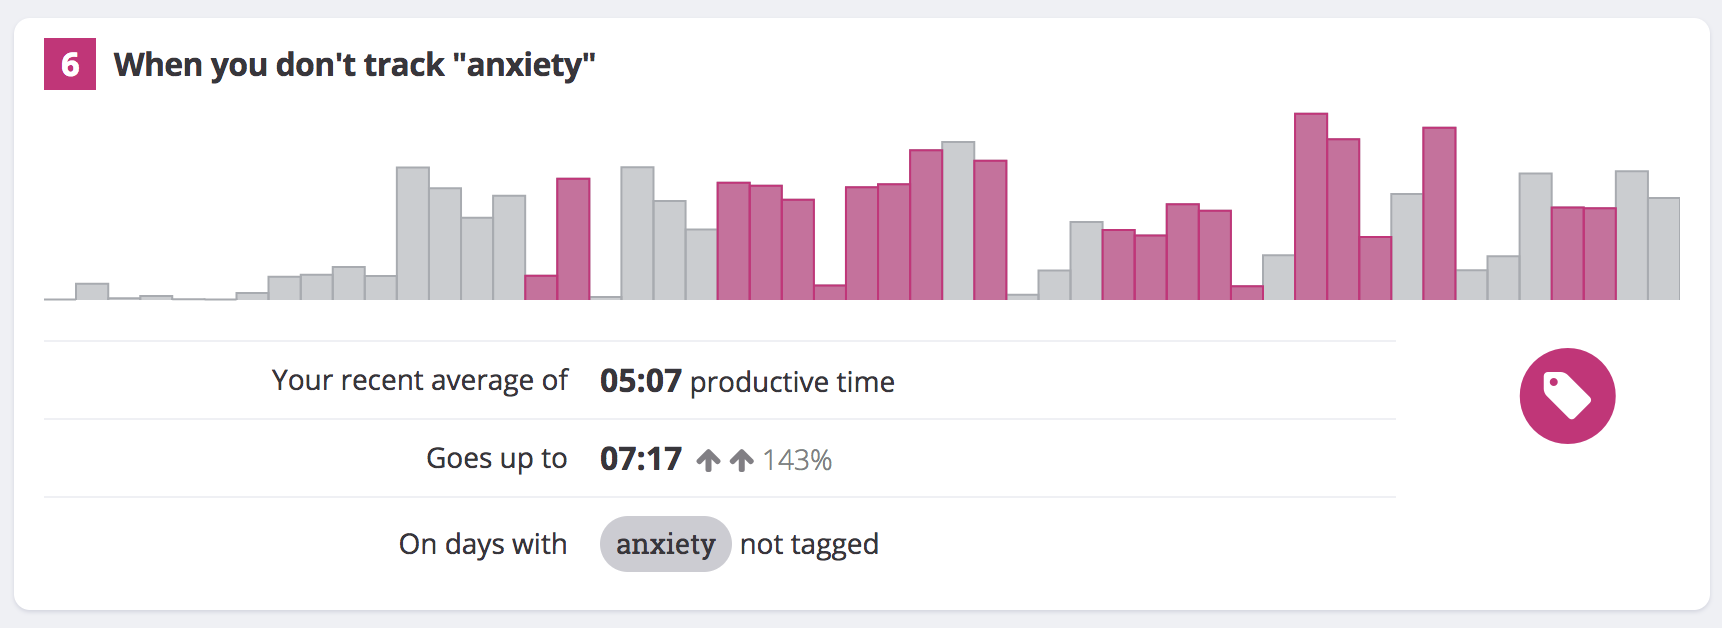 6 When you don't track "anxiety"
Your recent average of 05:07 productive time
Goes up to 07:17 143%
On days with anxiety not tagged